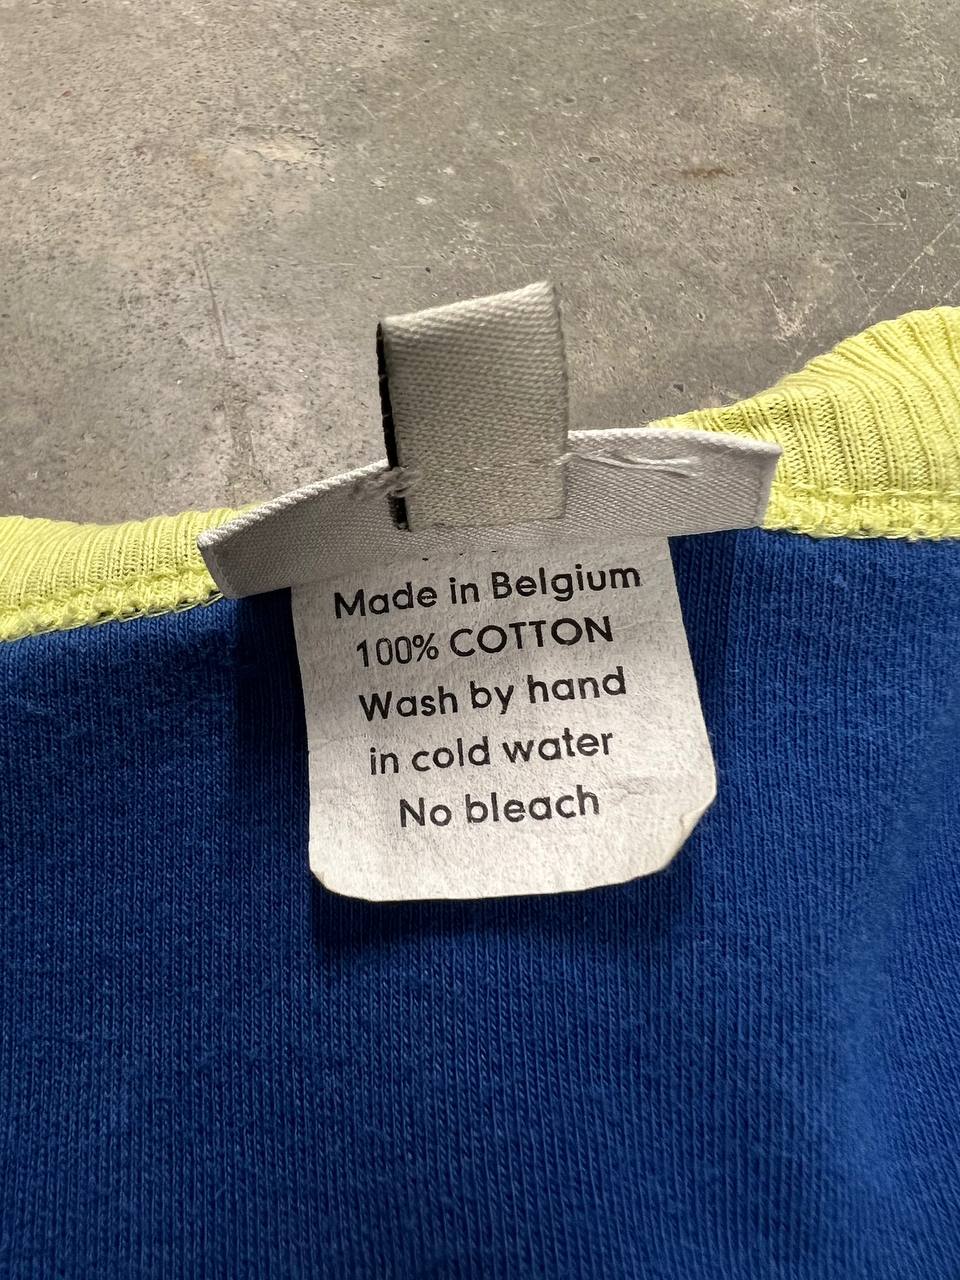 Made in Belgium
100% COTTON
Wash by hand
in cold water
No bleach